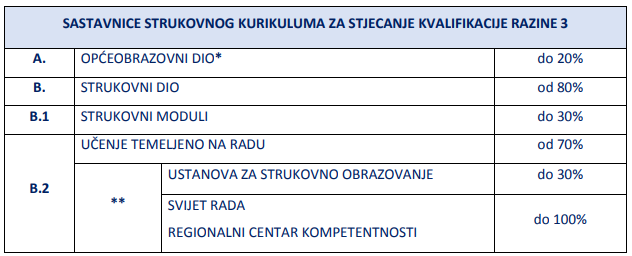 SASTAVNICE STRUKOVNOG KURIKULUMA ZA STJECANJE KVALIFIKACIJE RAZINE 3
A. OPĆEOBRAZOVNI DIO* do 20%
B. STRUKOVNI DIO od 80%
B.1 STRUKOVNI MODULI do 30%
B.2 UČENJE TEMELJENO NA RADU od 70%
** USTANOVA ZA STRUKOVNO OBRAZOVANJE do 30%
SVIJET RADA
REGIONALNI CENTAR KOMPETENTNOSTI do 100%